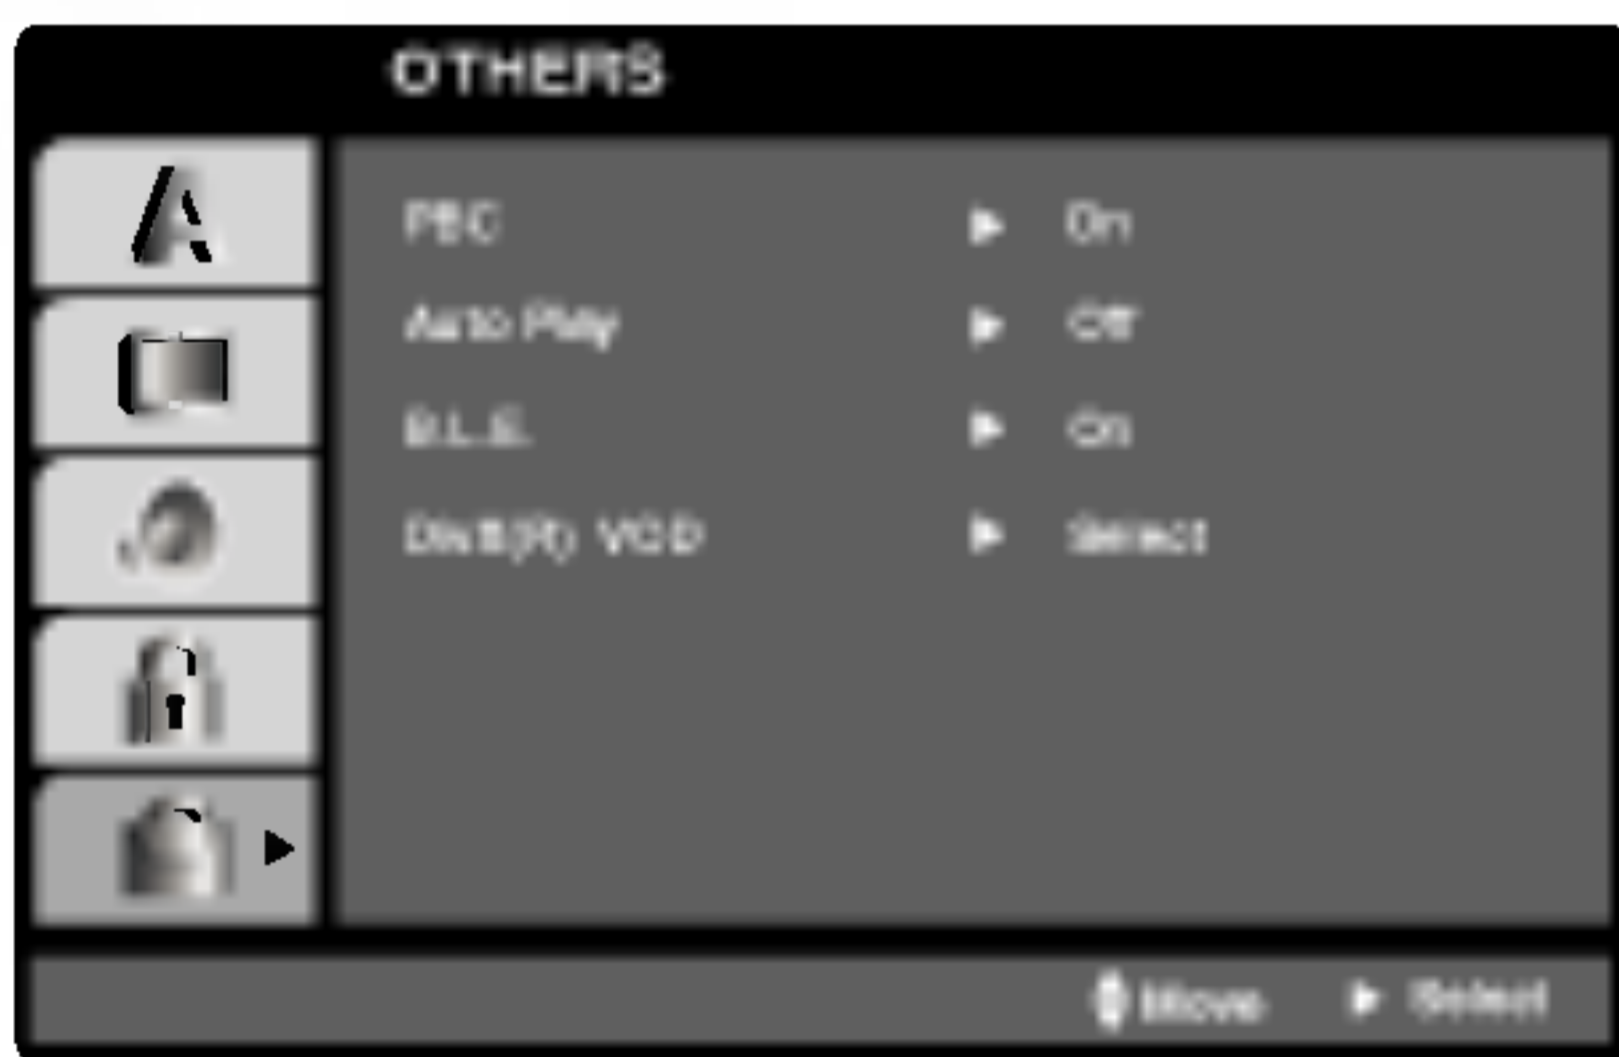 OTHERS
PBC ► On
Auto Play ► Off
B.L.E. ► On
DivX(R) VOD ► Select
Move ► Select